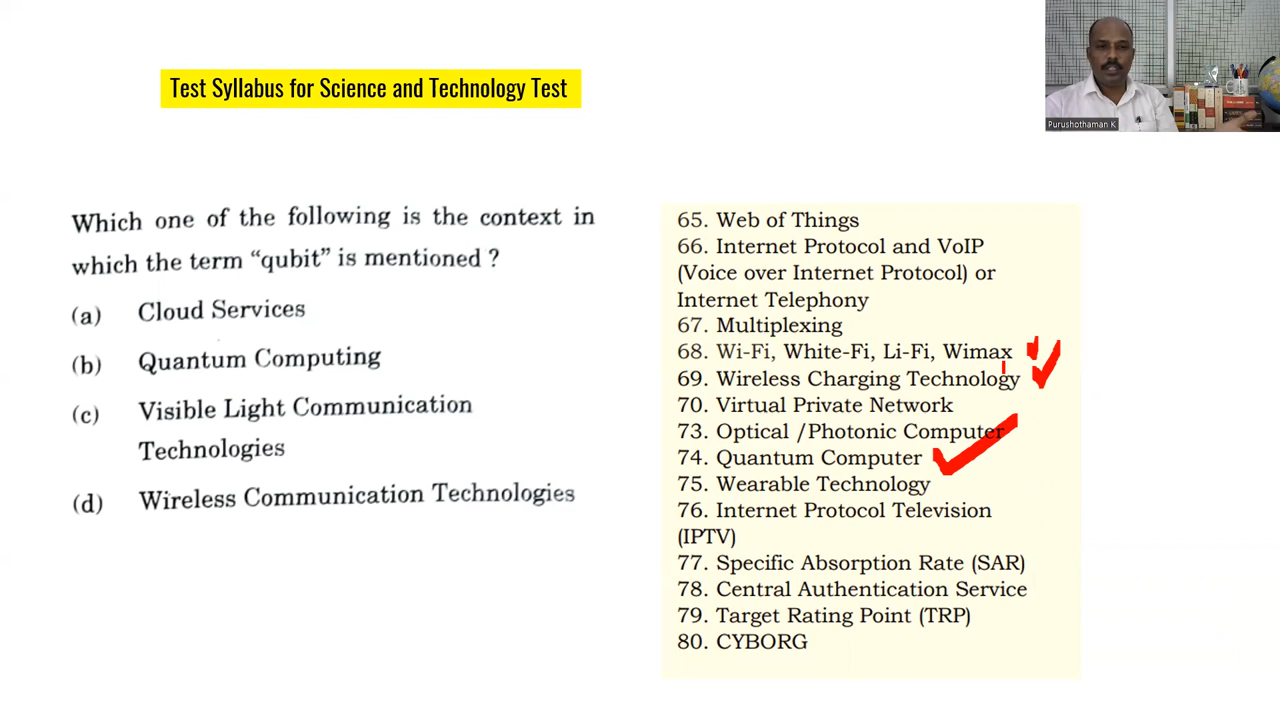 Test Syllabus for Science and Technology Test
Purushothaman K
Which one of the following is the context in
which the term “qubit” is mentioned ?
(a) Cloud Services
(b) Quantum Computing
(c) Visible Light Communication
Technologies
(d) Wireless Communication Technologies
65. Web of Things
66. Internet Protocol and VoIP
(Voice over Internet Protocol) or
Internet Telephony
67. Multiplexing
68. Wi-Fi, White-Fi, Li-Fi, Wimax
69. Wireless Charging Technology
70. Virtual Private Network
73. Optical /Photonic Computer
74. Quantum Computer
75. Wearable Technology
76. Internet Protocol Television
(IPTV)
77. Specific Absorption Rate (SAR)
78. Central Authentication Service
79. Target Rating Point (TRP)
80. CYBORG